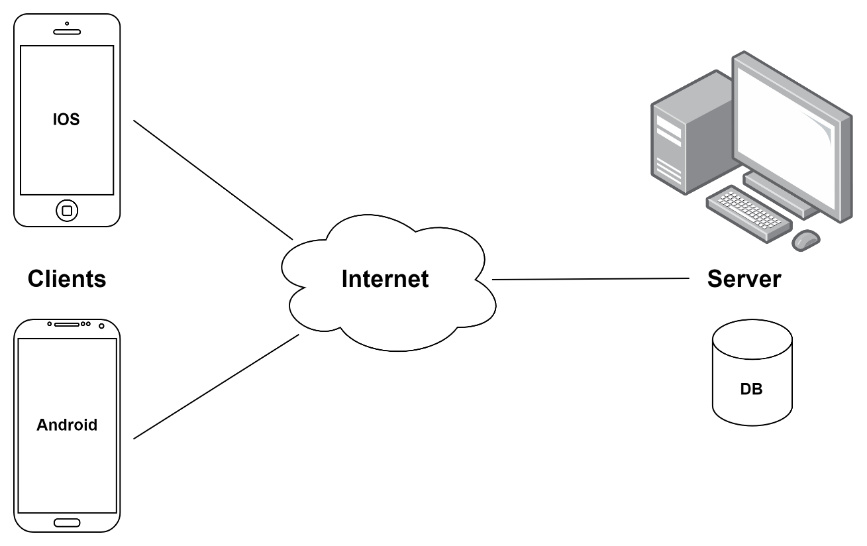 IOS
Clients
Internet
Server
DB
Android